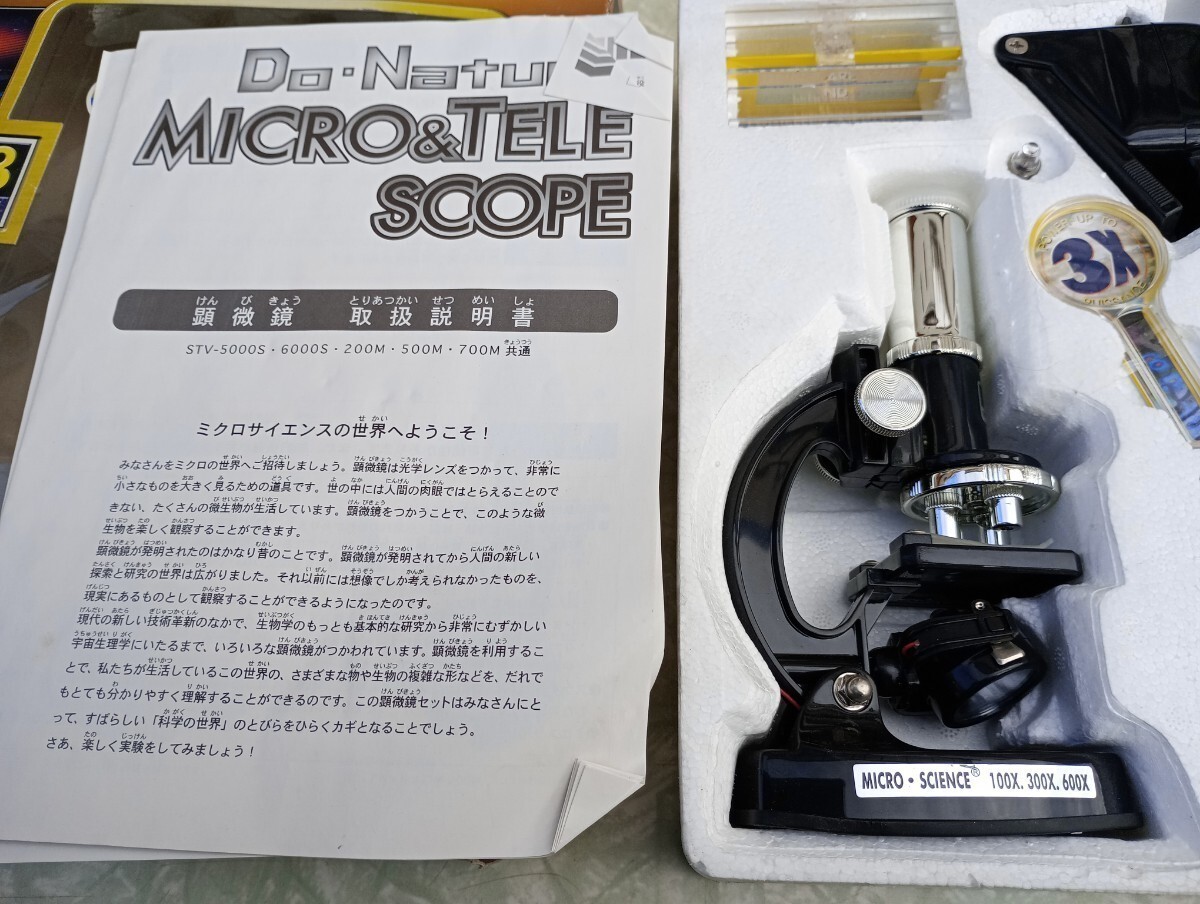 Do・Natu
MICRO&TELE
SCOPE
顕微鏡 取扱説明書
STV-5000S・6000S・200M・500M・700M 共通
ミクロサイエンスの世界へようこそ！
みなさんをミクロの世界へご招待しましょう。顕微鏡は光学レンズをつかって、非常に
小さなものを大きく見るための道具です。世の中には人間の肉眼ではとらえることので
きない、たくさんの微生物が生活しています。顕微鏡をつかうことで、このような微
生物を楽しく観察することができます。
顕微鏡が発明されたのはかなり昔のことです。顕微鏡が発明されてから人間の新しい
探索と研究の世界は広がりました。それ以前には想像でしか考えられなかったものを、
現実にあるものとして観察することができるようになったのです。
現代の新しい技術革新のなかで、生物学のもっとも基本的な研究から非常にむずかしい
宇宙生理学にいたるまで、いろいろな顕微鏡がつかわれています。顕微鏡を利用するこ
とで、私たちが生活しているこの世界の、さまざまな物や生物の複雑な形などを、だれで
もとても分かりやすく理解することができるのです。この顕微鏡セットはみなさんにと
って、すばらしい「科学の世界」のとびらをひらくカギとなることでしょう。
さあ、楽しく実験をしてみましょう！
POWER UP TO
3X
MICRO・SCIENCE® 100X. 300X. 600X